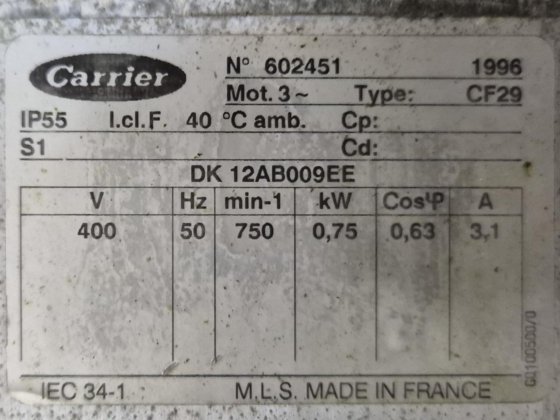 Carrier
N° 602451 1996
Mot. 3~ Type: CF29
IP55 I.cl.F. 40 °C amb. Cp:
S1 Cd:
DK 12AB009EE
V Hz min-1 kW CosΨ A
400 50 750 0,75 0,63 3,1
IEC 34-1 M.L.S. MADE IN FRANCE